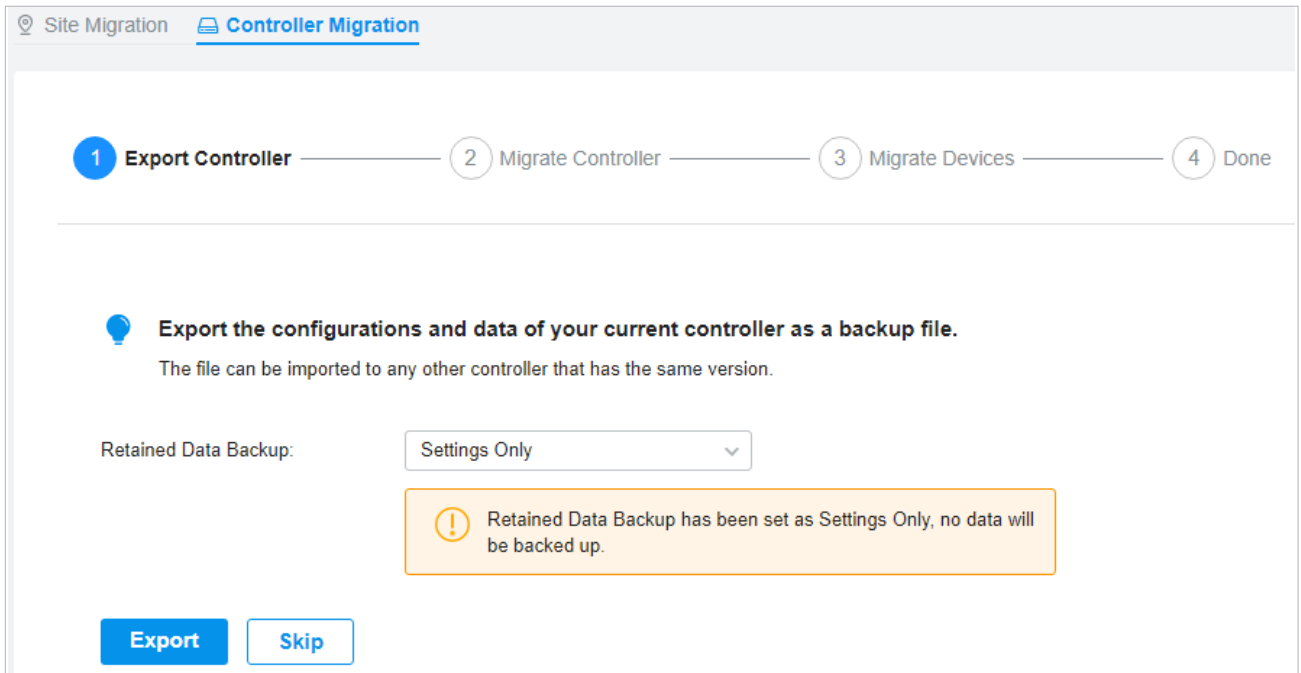 Site Migration Controller Migration
1 Export Controller 2 Migrate Controller 3 Migrate Devices 4 Done
Export the configurations and data of your current controller as a backup file.
The file can be imported to any other controller that has the same version.
Retained Data Backup: Settings Only
Retained Data Backup has been set as Settings Only, no data will
be backed up.
Export Skip